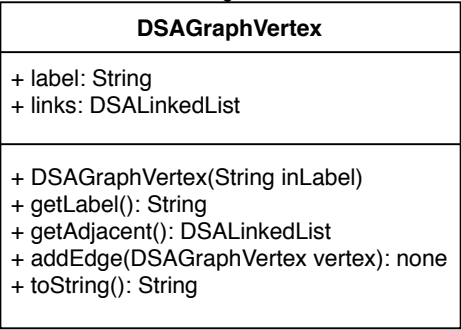 DSAGraphVertex
+ label: String
+ links: DSALinkedList
+ DSAGraphVertex(String inLabel)
+ getLabel(): String
+ getAdjacent(): DSALinkedList
+ addEdge(DSAGraphVertex vertex): none
+ toString(): String